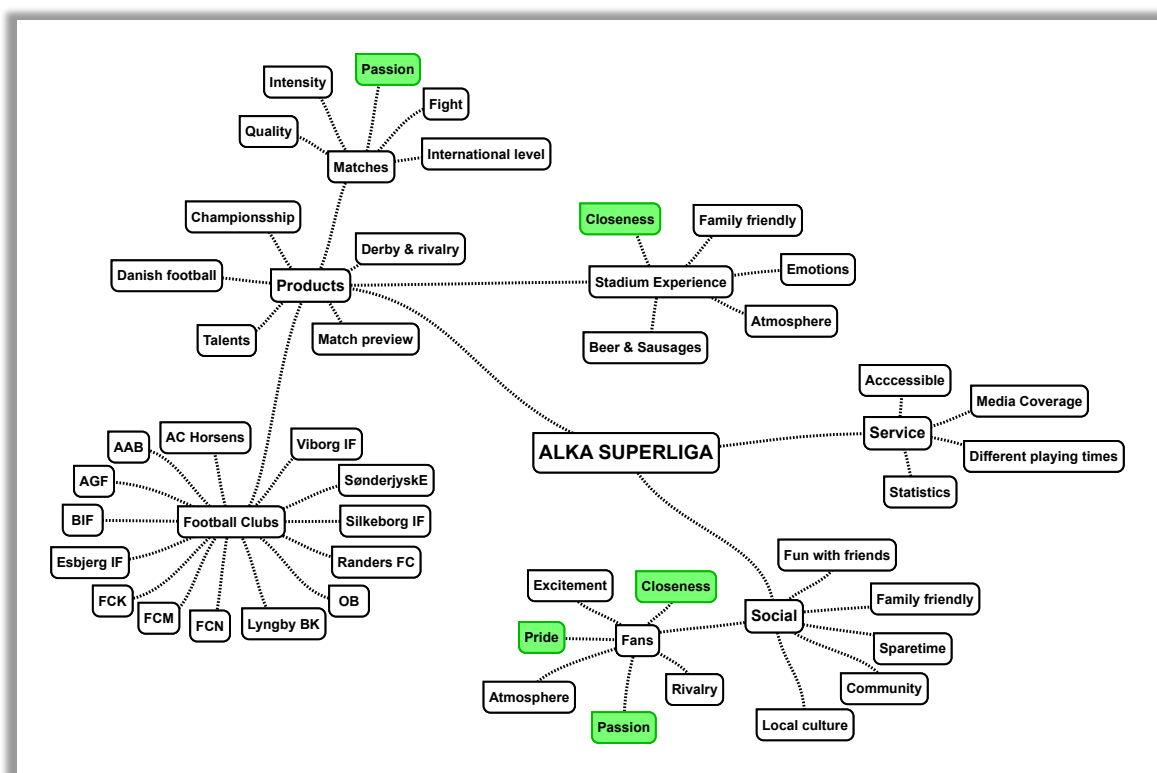 Passion
Intensity
Fight
Quality
International level
Matches
Championsship
Closeness
Family friendly
Derby & rivalry
Danish football
Products
Stadium Experience
Emotions
Talents
Match preview
Beer & Sausages
Atmosphere
Acccessible
Media Coverage
ALKA SUPERLIGA
Service
Different playing times
Statistics
AAB
AC Horsens
Viborg IF
AGF
SønderjyskE
BIF
Football Clubs
Silkeborg IF
Esbjerg IF
Randers FC
FCK
FCM
FCN
Lyngby BK
OB
Fun with friends
Excitement
Closeness
Family friendly
Social
Pride
Fans
Sparetime
Atmosphere
Rivalry
Community
Passion
Local culture